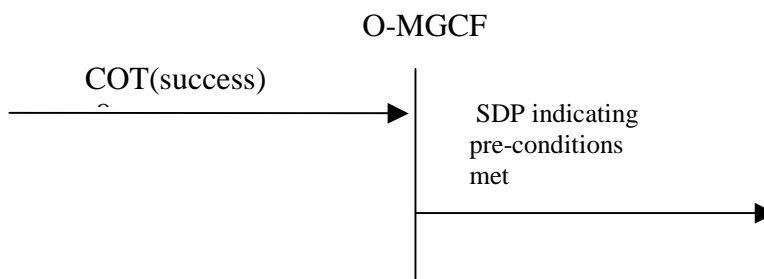 O-MGCF
COT(success)
SDP indicating
pre-conditions
met